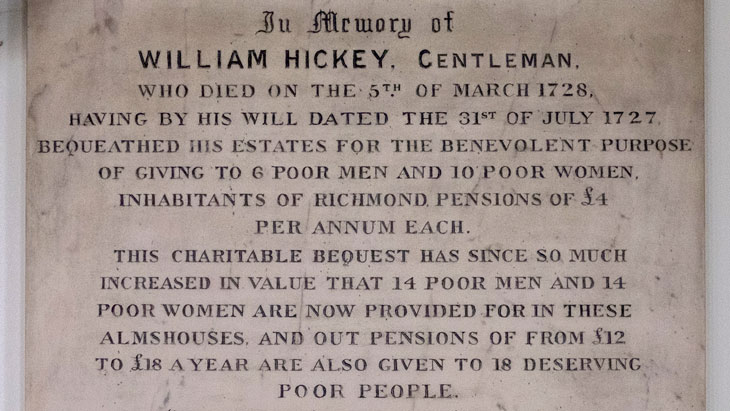 In Memory of
WILLIAM HICKEY, GENTLEMAN,
WHO DIED ON THE 5TH. OF MARCH 1728,
HAVING BY HIS WILL DATED THE 31ST OF JULY 1727,
BEQUEATHED HIS ESTATES FOR THE BENEVOLENT PURPOSE
OF GIVING TO 6 POOR MEN AND 10 POOR WOMEN,
INHABITANTS OF RICHMOND, PENSIONS OF £4
PER ANNUM EACH.
THIS CHARITABLE BEQUEST HAS SINCE SO MUCH
INCREASED IN VALUE THAT 14 POOR MEN AND 14
POOR WOMEN ARE NOW PROVIDED FOR IN THESE
ALMSHOUSES, AND OUT PENSIONS OF FROM £12
TO £18 A YEAR ARE ALSO GIVEN TO 18 DESERVING
POOR PEOPLE.